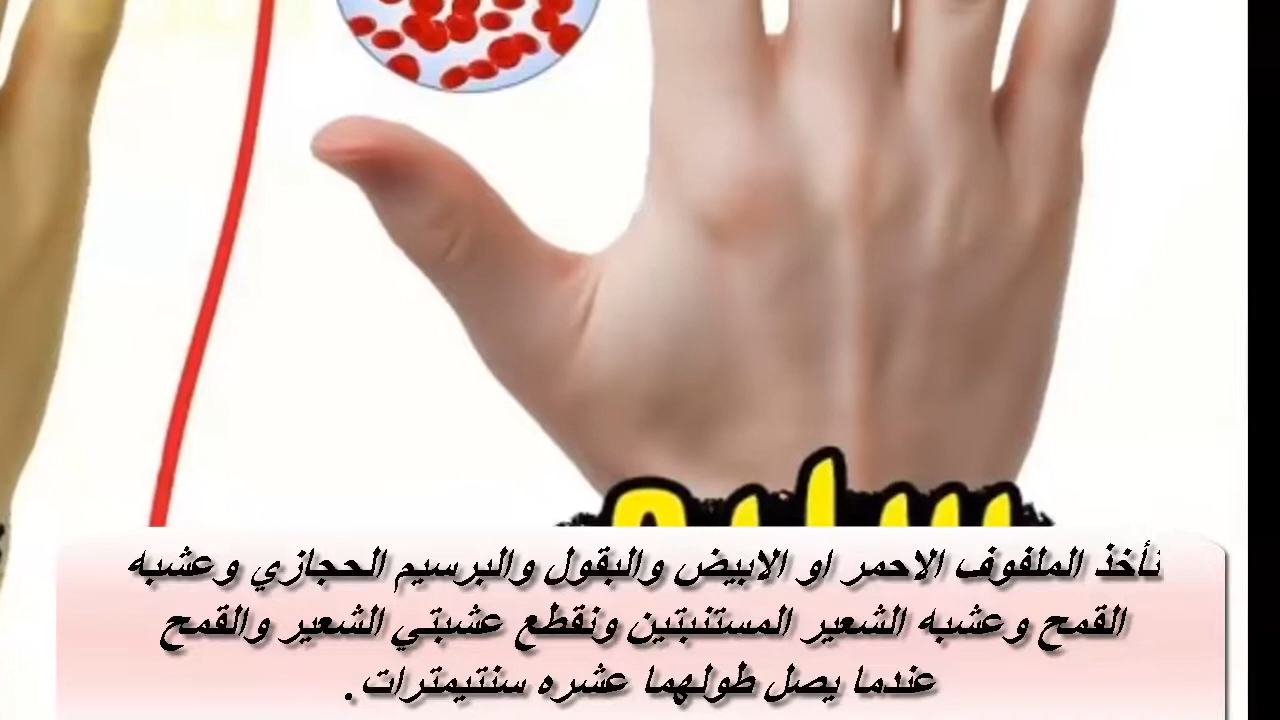 نأخذ الملفوف الاحمر او الابيض والبقول والبرسيم الحجازي وعشبه
القمح وعشبه الشعير المستنبتين ونقطع عشبتي الشعير والقمح
عندما يصل طولهما عشره سنتيمترات .